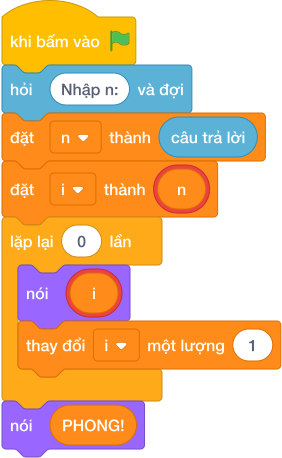 khi bấm vào
hỏi Nhập n: và đợi
đặt n thành câu trả lời
đặt i thành n
lặp lại 0 lần
nói i
thay đổi i một lượng 1
nói PHONG!